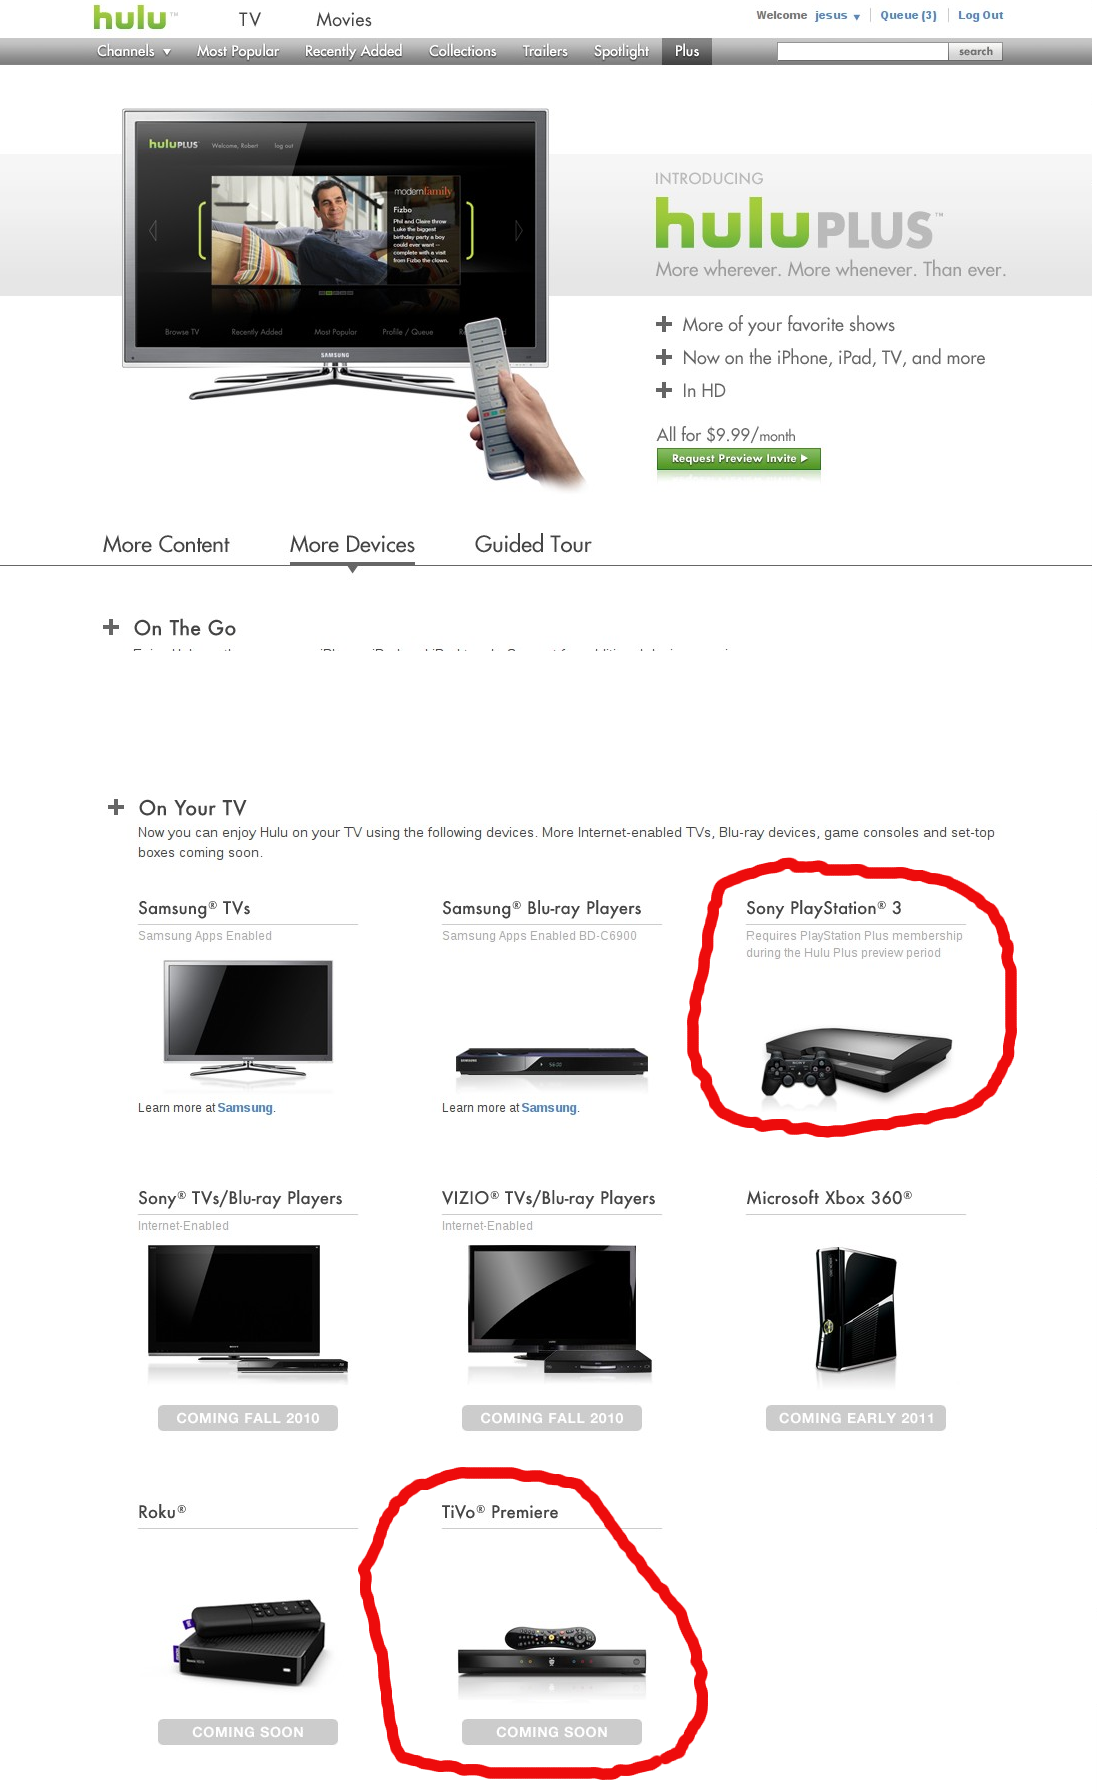 hulu™
TV Movies
Welcome jesus Queue (3) Log Out
Channels Most Popular Recently Added Collections Trailers Spotlight Plus search
huluPLUS Welcome, Robert log out
modern family
Fizbo
Phil and Claire throw
Luke the biggest
birthday party a boy
could ever want --
complete with a visit
from Fizbo the clown.
Browse TV Recently Added Most Popular Profile / Queue
SAMSUNG
INTRODUCING
huluPLUS™
More wherever. More whenever. Than ever.
+ More of your favorite shows
+ Now on the iPhone, iPad, TV, and more
+ In HD
All for $9.99/month
Request Preview Invite
More Content More Devices Guided Tour
+ On The Go
+ On Your TV
Now you can enjoy Hulu on your TV using the following devices. More Internet-enabled TVs, Blu-ray devices, game consoles and set-top
boxes coming soon.
Samsung® TVs Samsung® Blu-ray Players Sony PlayStation® 3
Samsung Apps Enabled Samsung Apps Enabled BD-C6900 Requires PlayStation Plus membership
during the Hulu Plus preview period
Learn more at Samsung. Learn more at Samsung.
Sony® TVs/Blu-ray Players VIZIO® TVs/Blu-ray Players Microsoft Xbox 360®
Internet-Enabled Internet-Enabled
COMING FALL 2010 COMING FALL 2010 COMING EARLY 2011
Roku® TiVo® Premiere
COMING SOON COMING SOON